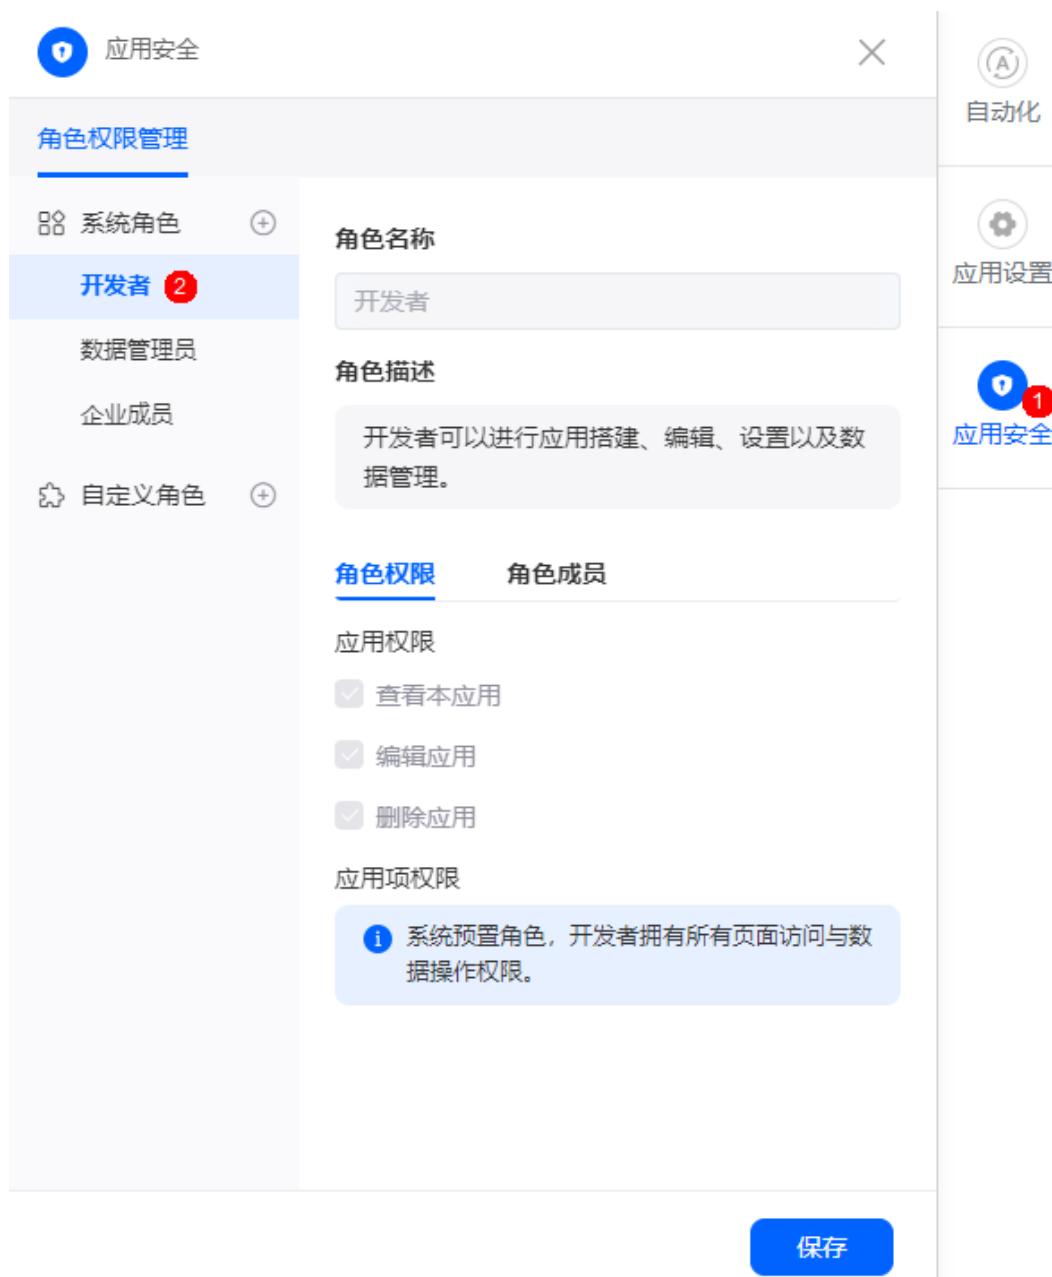 应用安全
角色权限管理
系统角色
开发者 2
数据管理员
企业成员
自定义角色
角色名称
开发者
角色描述
开发者可以进行应用搭建、编辑、设置以及数
据管理。
角色权限 角色成员
应用权限
查看本应用
编辑应用
删除应用
应用项权限
系统预置角色，开发者拥有所有页面访问与数
据操作权限。
保存
A
自动化
应用设置
1
应用安全